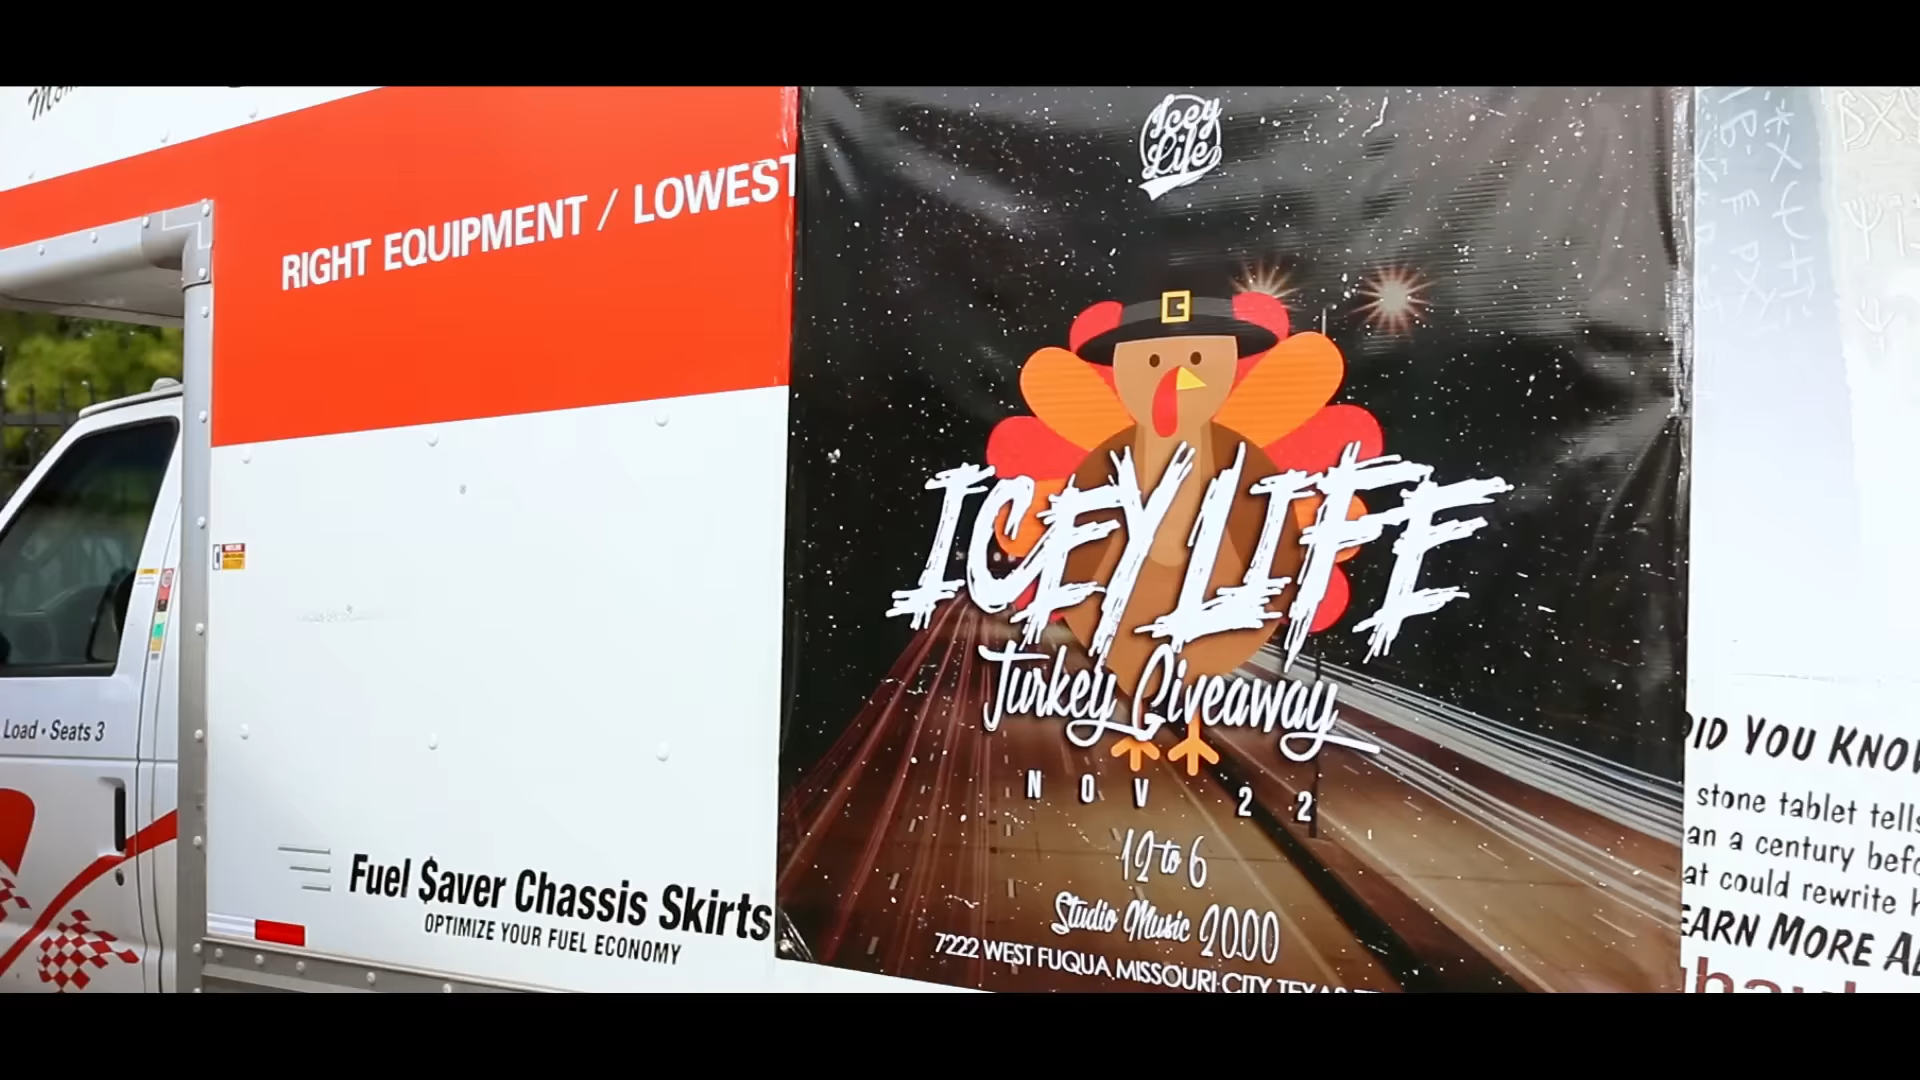 RIGHT EQUIPMENT / LOWEST
Load • Seats 3
Fuel $aver Chassis Skirts
OPTIMIZE YOUR FUEL ECONOMY
Icey
Life
ICEY LIFE
Turkey Giveaway
NOV 22
12 to 6
Studio Music 2000
7222 WEST FUQUA, MISSOURI CITY TEXAS
DID YOU KNOW
stone tablet tells
an a century befo
at could rewrite h
EARN MORE A